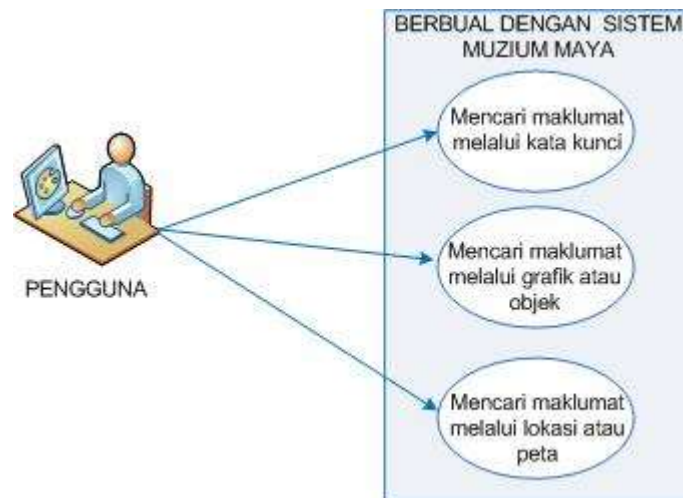 BERBUAL DENGAN SISTEM
MUZIUM MAYA
Mencari maklumat
melalui kata kunci
Mencari maklumat
melalui grafik atau
objek
PENGGUNA
Mencari maklumat
melalui lokasi atau
peta